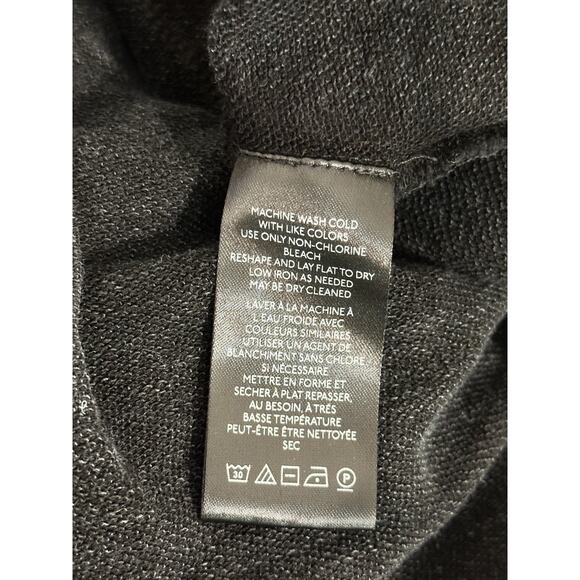 MACHINE WASH COLD
WITH LIKE COLORS
USE ONLY NON-CHLORINE
BLEACH
RESHAPE AND LAY FLAT TO DRY
LOW IRON AS NEEDED
MAY BE DRY CLEANED
LAVER À LA MACHINE À
L'EAU FROIDE AVEC
COULEURS SIMILAIRES
UTILISER UN AGENT DE
BLANCHIMENT SANS CHLORE,
SI NÉCESSAIRE
METTRE EN FORME ET
SECHER À PLAT REPASSER,
AU BESOIN, À TRÉS
BASSE TEMPÉRATURE
PEUT-ÊTRE ÊTRE NETTOYÉE
SEC
30 P